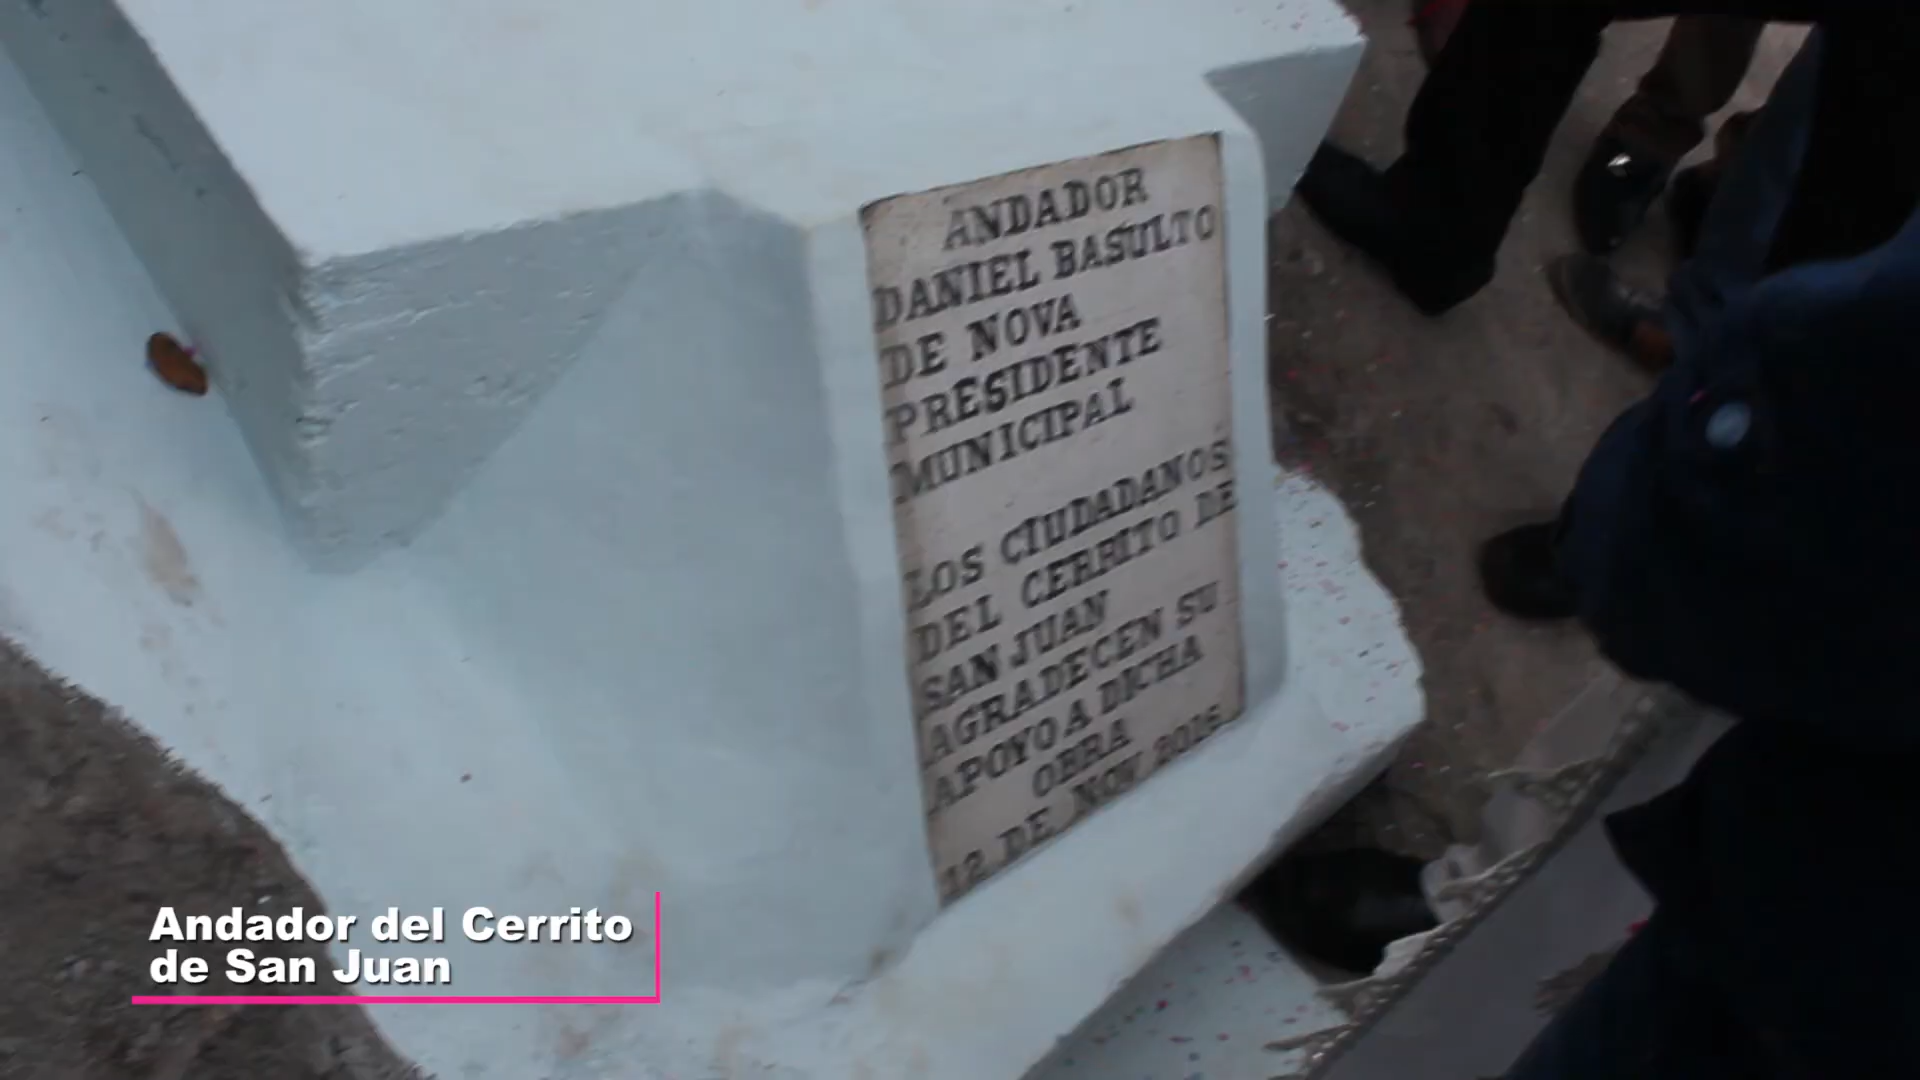 ANDADOR
DANIEL BASULTO
DE NOVA
PRESIDENTE
MUNICIPAL
LOS CIUDADANOS
DEL CERRITO DE
SAN JUAN
AGRADECEN SU
APOYO A DICHA
OBRA
12 DE NOV 2016
Andador del Cerrito
de San Juan